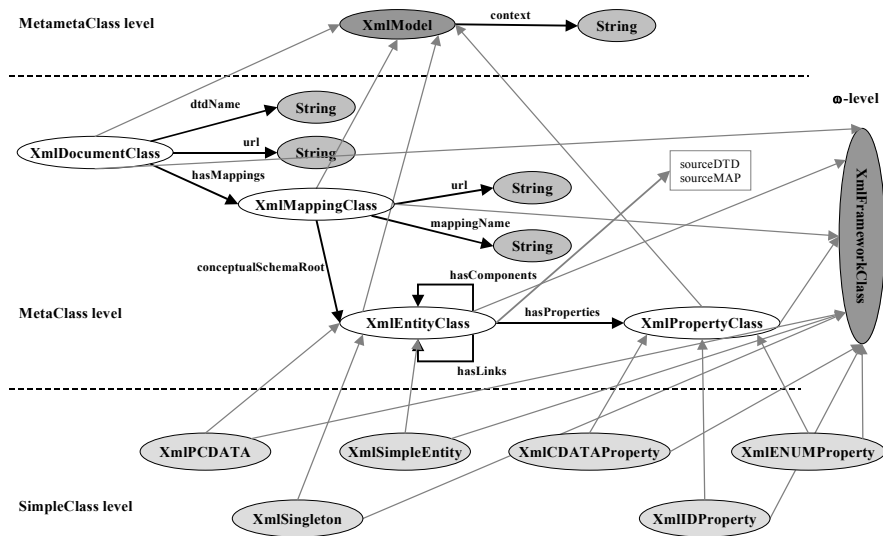 MetametaClass level
XmlModel
context
String
ω-level
dtdName
String
XmlDocumentClass
url
String
hasMappings
sourceDTD
sourceMAP
XmlMappingClass
url
String
mappingName
String
XmlFrameworkClass
conceptualSchemaRoot
hasComponents
MetaClass level
XmlEntityClass
hasProperties
XmlPropertyClass
hasLinks
XmlPCDATA
XmlSimpleEntity
XmlCDATAProperty
XmlENUMProperty
SimpleClass level
XmlSingleton
XmlIDProperty